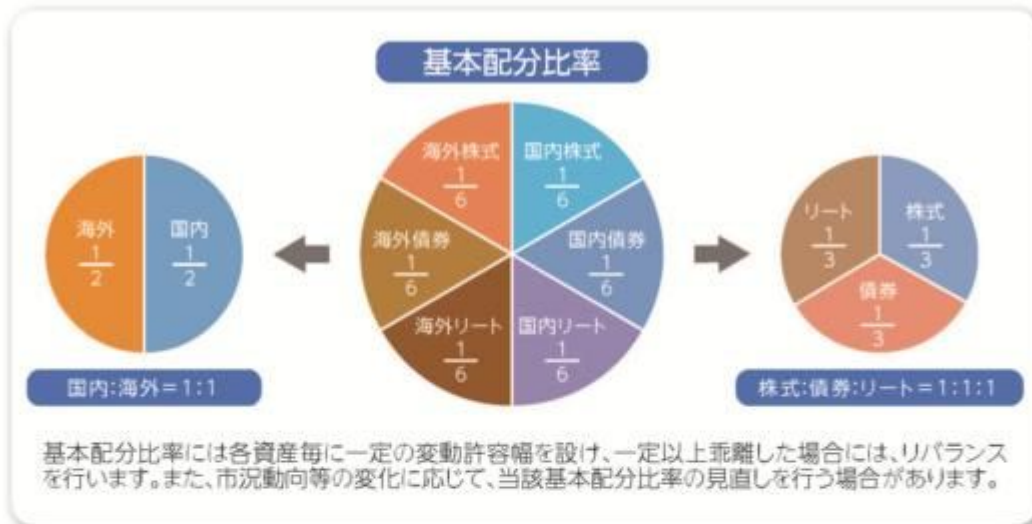 基本配分比率
海外株式
1
6
国内株式
1
6
海外債券
1
6
国内債券
1
6
海外リート
1
6
国内リート
1
6
海外
1
2
国内
1
2
国内:海外=1:1
リート
1
3
株式
1
3
債券
1
3
株式:債券:リート=1:1:1
基本配分比率には各資産毎に一定の変動許容幅を設け、一定以上乖離した場合には、リバランス
を行います。また、市況動向等の変化に応じて、当該基本配分比率の見直しを行う場合があります。